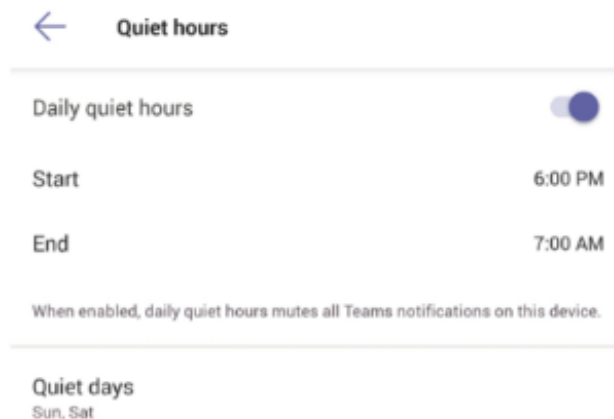 Quiet hours
Daily quiet hours
Start 6:00 PM
End 7:00 AM
When enabled, daily quiet hours mutes all Teams notifications on this device.
Quiet days
Sun, Sat